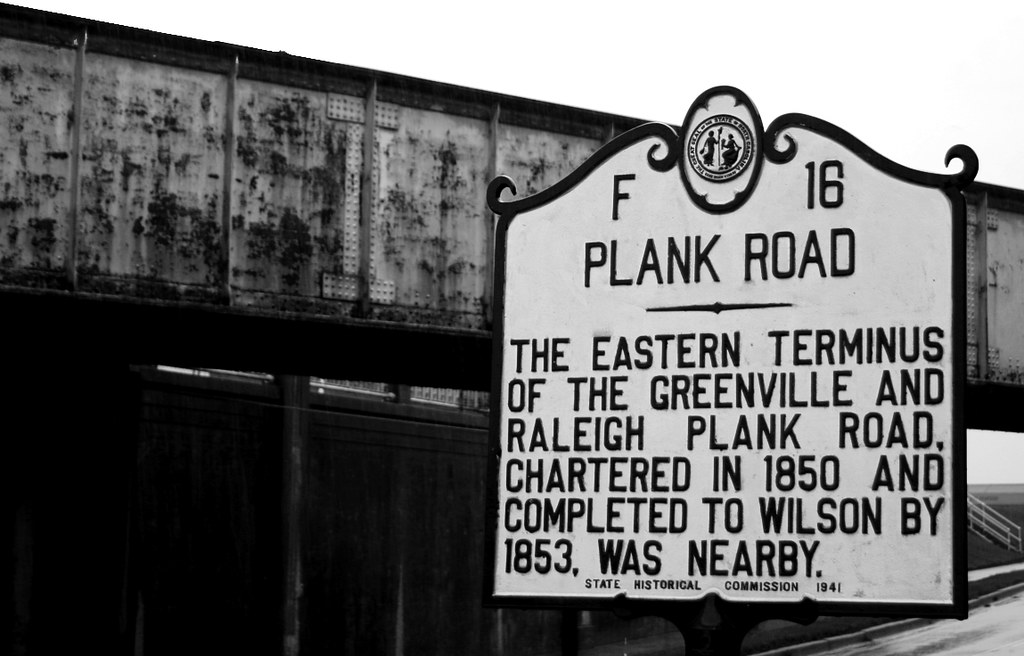 F 16
PLANK ROAD
THE EASTERN TERMINUS
OF THE GREENVILLE AND
RALEIGH PLANK ROAD,
CHARTERED IN 1850 AND
COMPLETED TO WILSON BY
1853, WAS NEARBY.
STATE HISTORICAL COMMISSION 1941